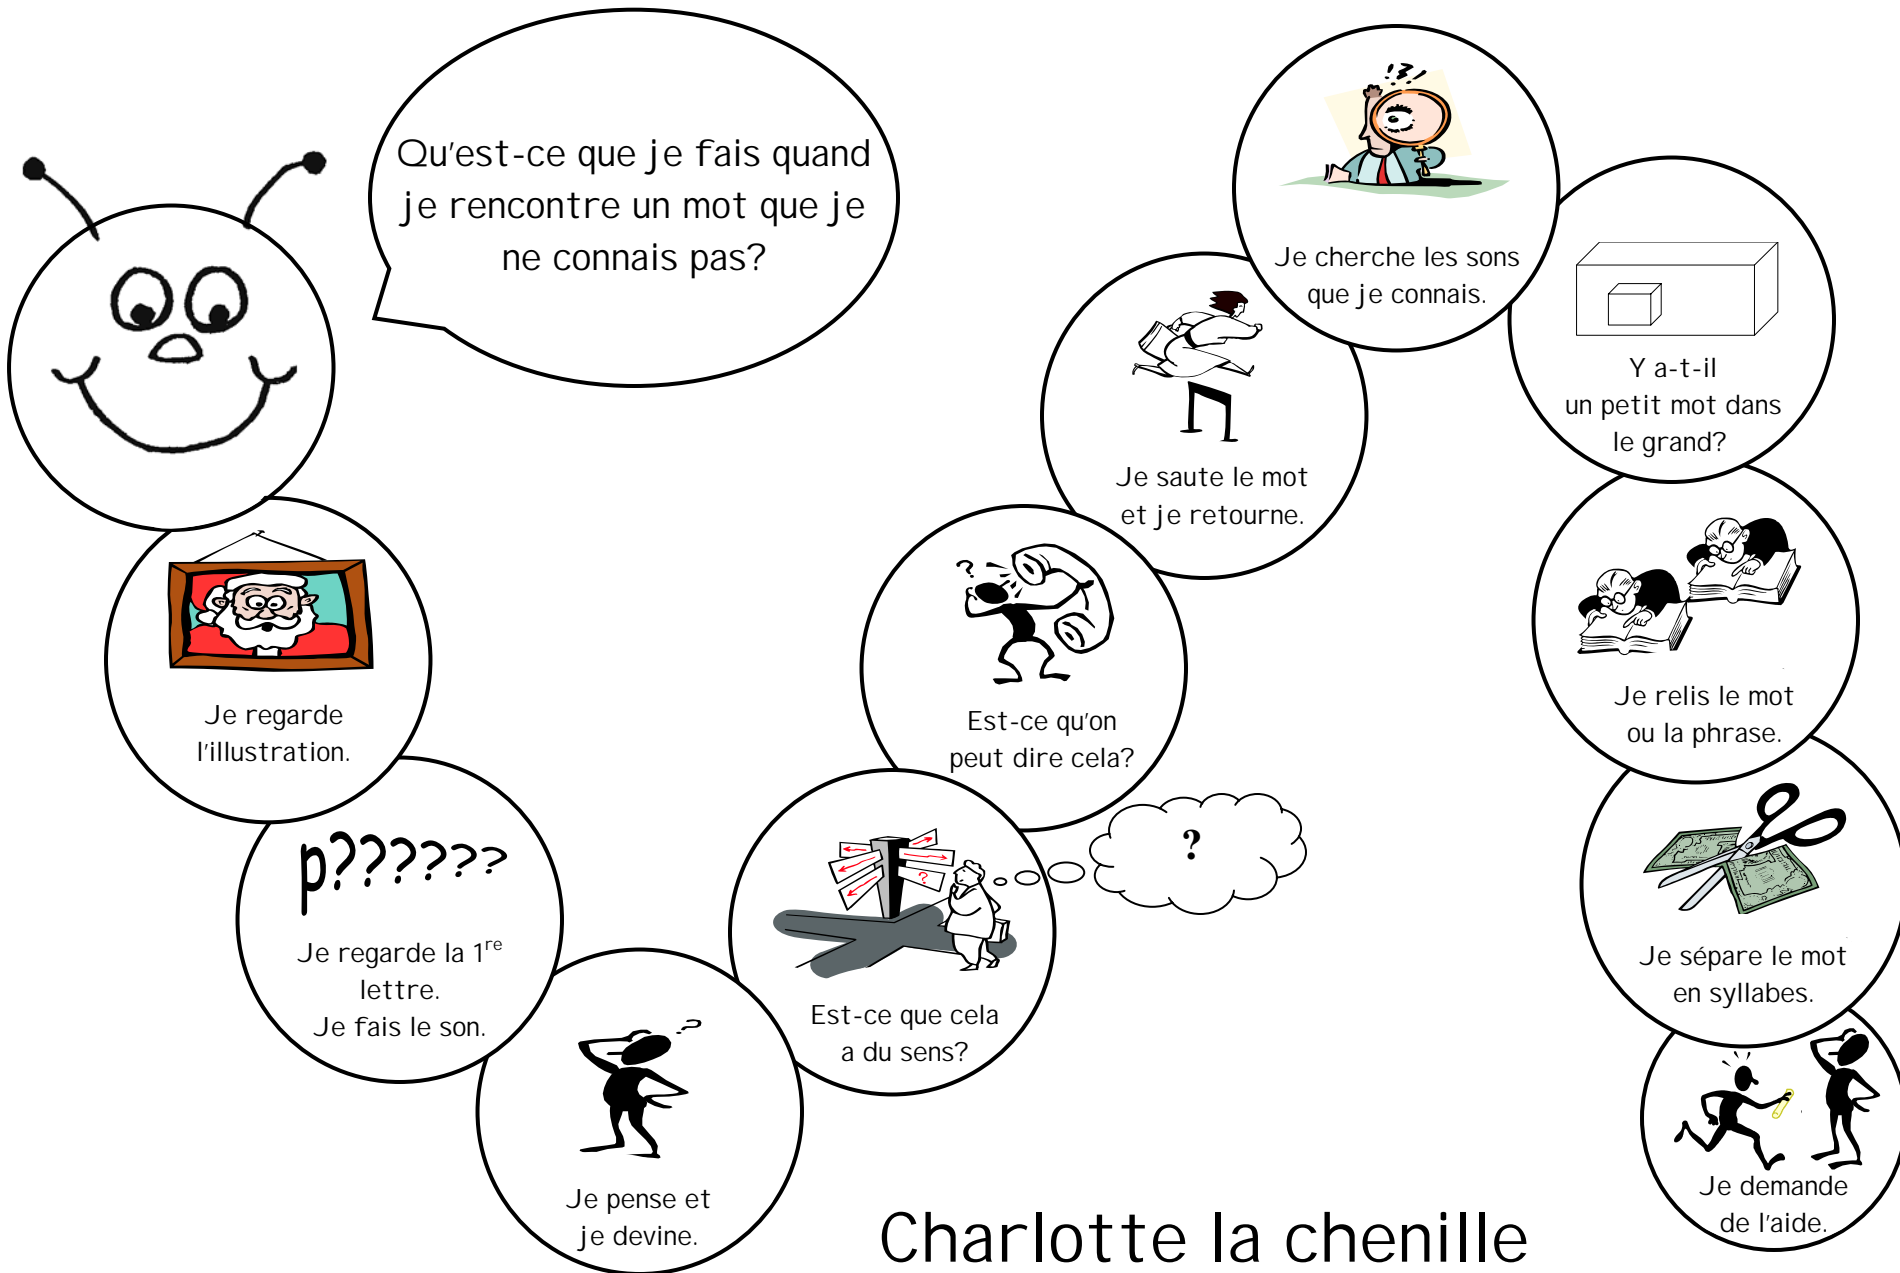 Qu'est-ce que je fais quand
je rencontre un mot que je
ne connais pas?
Je regarde
l'illustration.
p??????
Je regarde la 1re
lettre.
Je fais le son.
?
Je pense et
je devine.
?
?
Est-ce que cela
a du sens?
?
Est-ce qu'on
peut dire cela?
Je saute le mot
et je retourne.
!?!
Je cherche les sons
que je connais.
Y a-t-il
un petit mot dans
le grand?
Je relis le mot
ou la phrase.
Je sépare le mot
en syllabes.
Je demande
de l'aide.
Charlotte la chenille